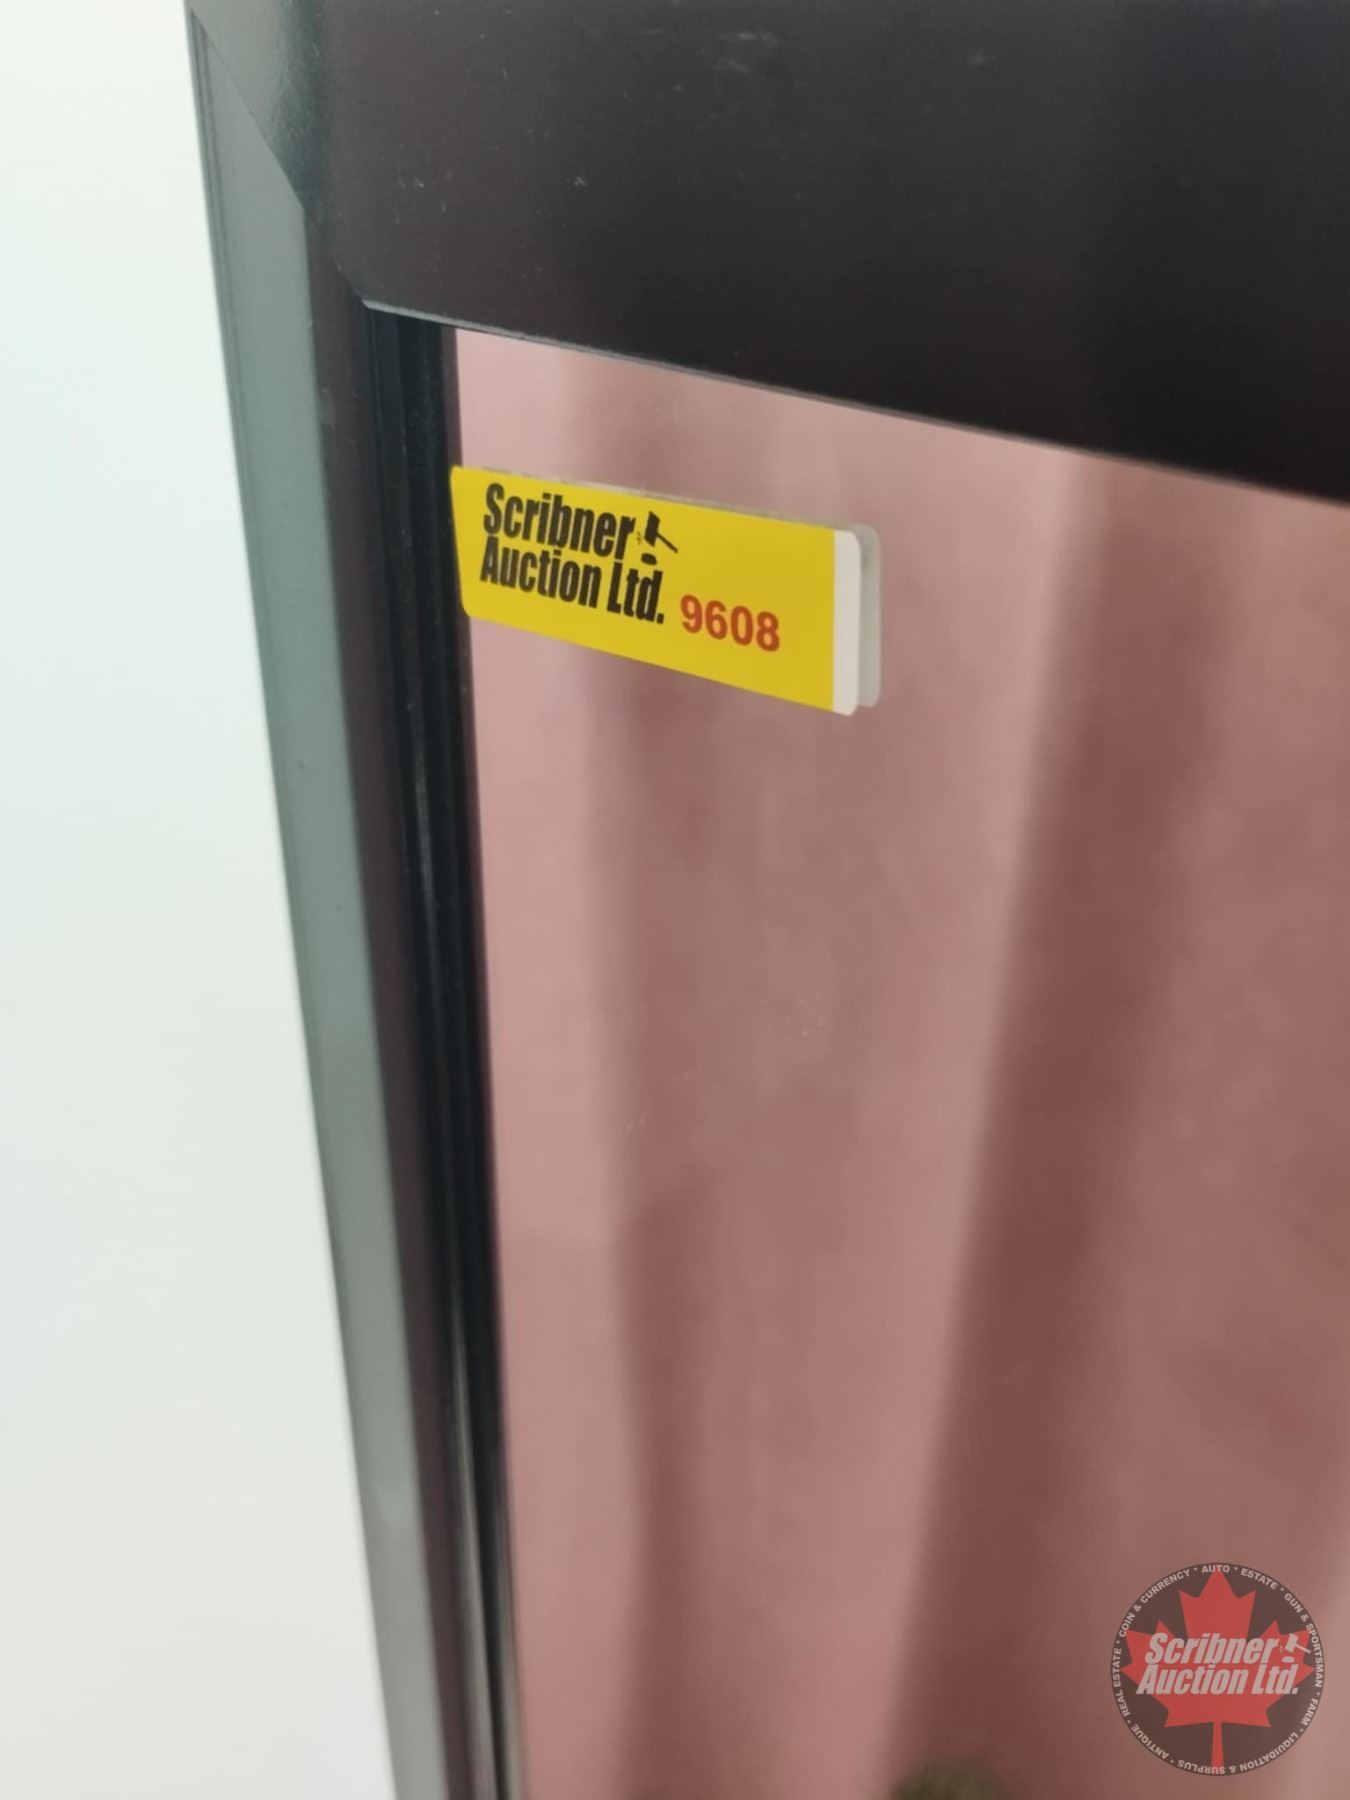 Scribner
Auction Ltd.
9608
COIN & CURRENCY * AUTO * ESTATE * GUN & SPORTSMAN * FARM * LIQUIDATION & SURPLUS * ANTIQUE * REAL ESTATE *
Scribner
Auction Ltd.